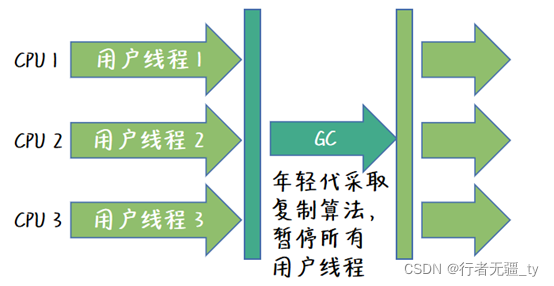 CPU 1 用户线程1
CPU 2 用户线程2
GC
CPU 3 用户线程3
年轻代采取
复制算法，
暂停所有
用户线程
CSDN @行者无疆_ty